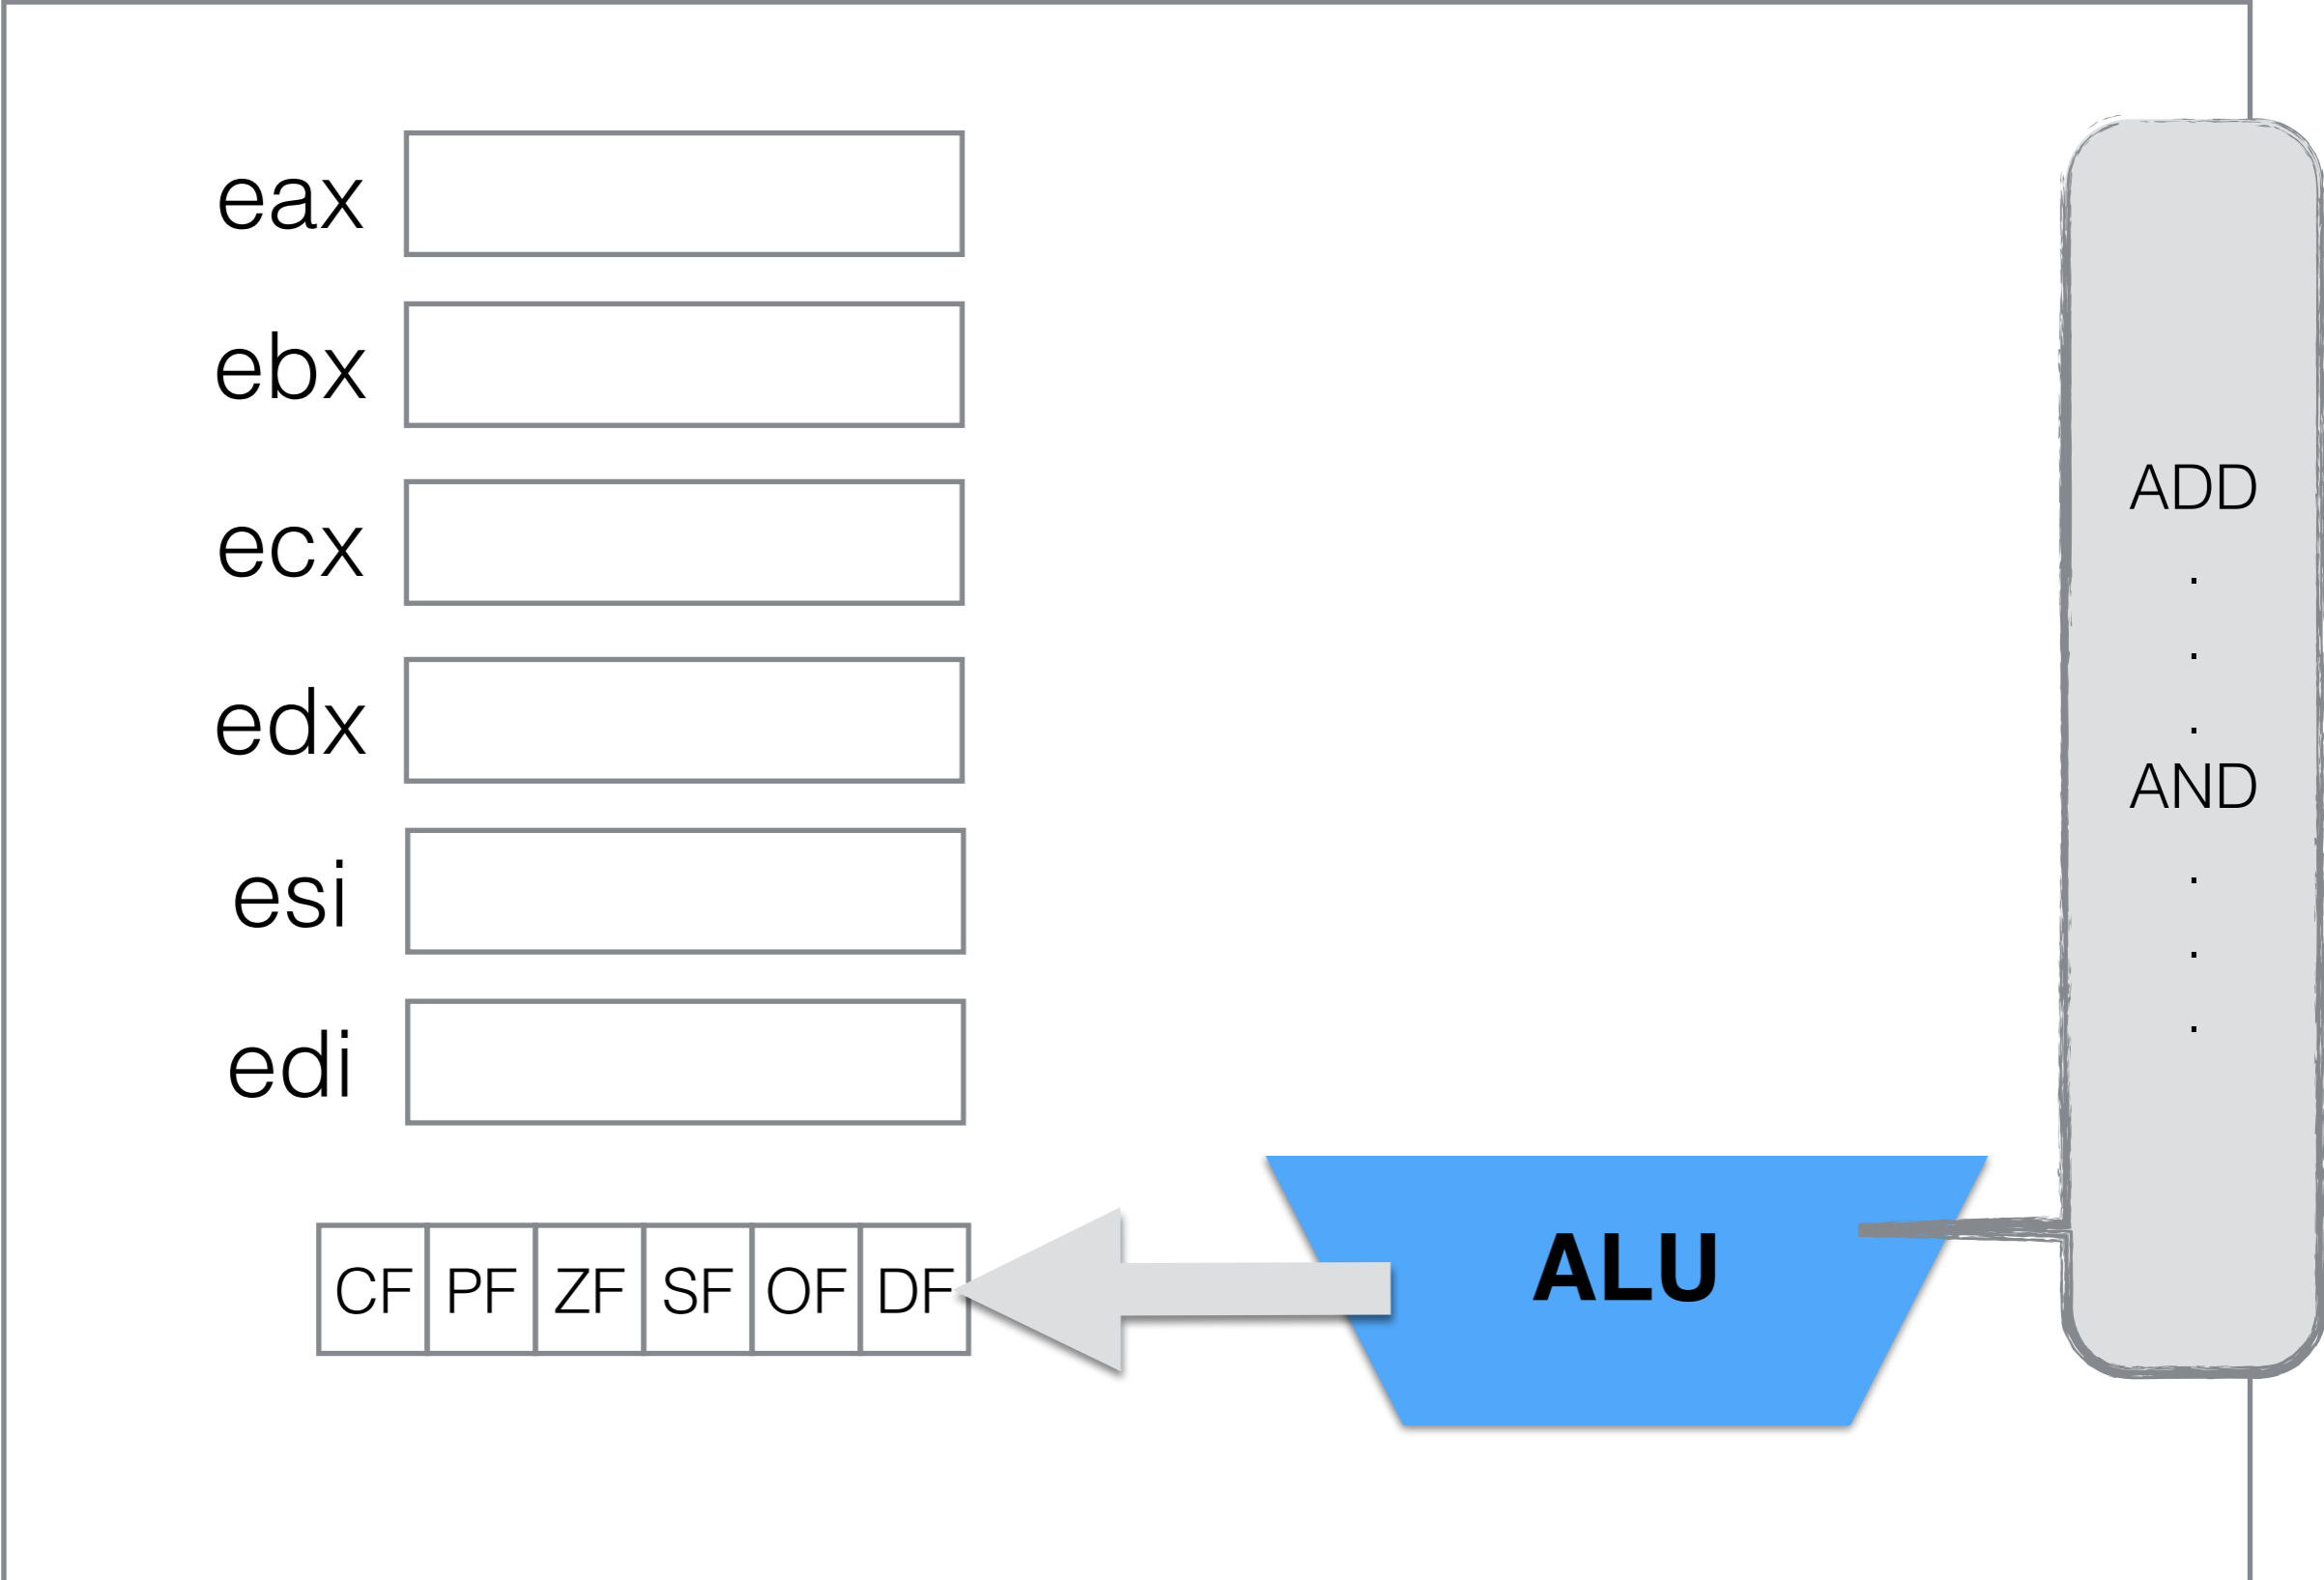 eax
ebx
ecx
edx
esi
edi
CF PF ZF SF OF DF
ALU
ADD
.
.
.
AND
.
.
.